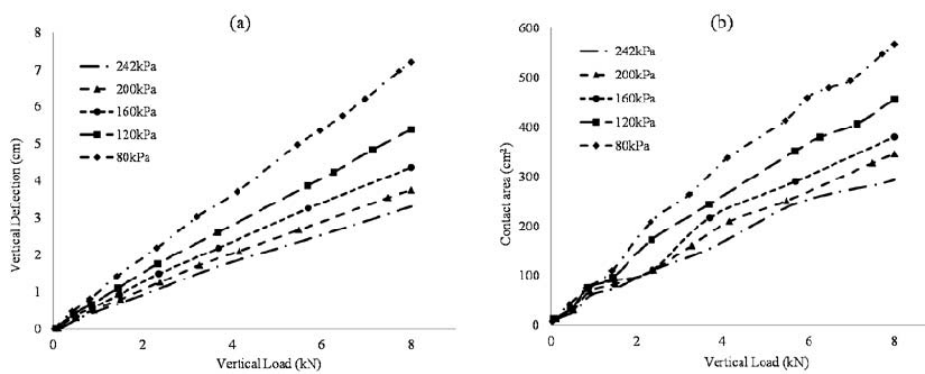 (a)
8
7
6
5
4
3
2
1
0
Vertical Deflection (cm)
242kPa
200kPa
160kPa
120kPa
80kPa
0
2
4
6
8
Vertical Load (kN)
(b)
600
500
400
300
200
100
0
Contact area (cm²)
242kPa
200kPa
160kPa
120kPa
80kPa
0
2
4
6
8
Vertical Load (kN)